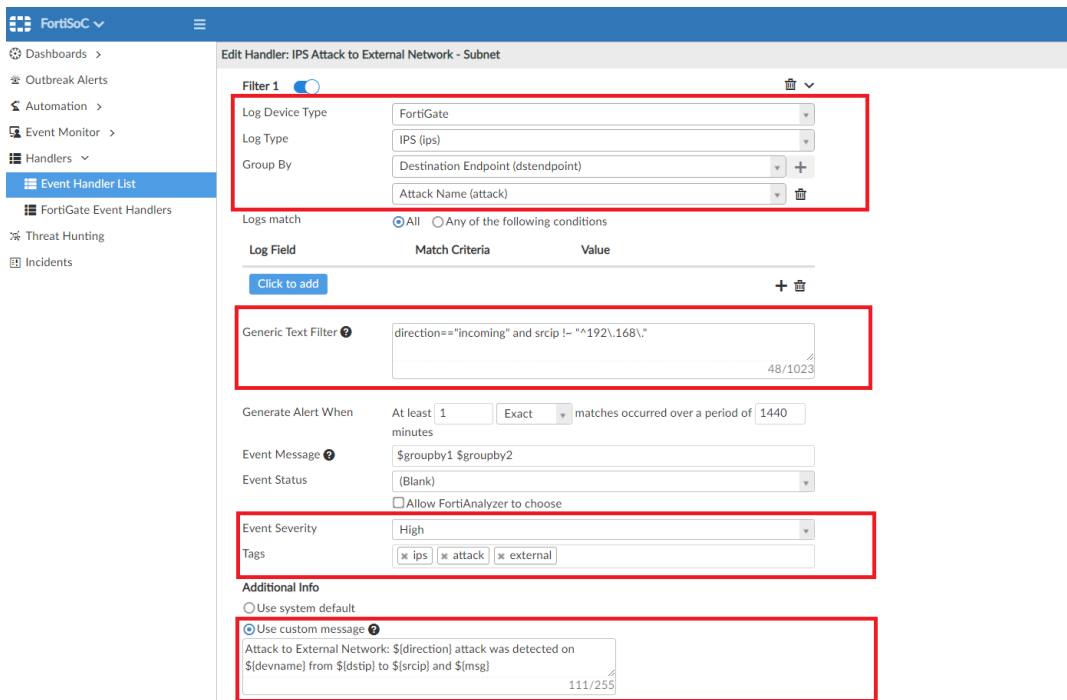 FortiSoC
Dashboards
Outbreak Alerts
Automation
Event Monitor
Handlers
Event Handler List
FortiGate Event Handlers
Threat Hunting
Incidents
Edit Handler: IPS Attack to External Network - Subnet
Filter 1
Log Device Type FortiGate
Log Type IPS (ips)
Group By Destination Endpoint (dstendpoint)
Attack Name (attack)
Logs match All Any of the following conditions
Log Field Match Criteria Value
Click to add
Generic Text Filter direction=="incoming" and srcip !~ "^192\.168\."
48/1023
Generate Alert When At least 1 Exact matches occurred over a period of 1440
minutes
Event Message $groupby1 $groupby2
Event Status (Blank)
Allow FortiAnalyzer to choose
Event Severity High
Tags ips attack external
Additional Info
Use system default
Use custom message
Attack to External Network: ${direction} attack was detected on
${devname} from ${dstip} to ${srcip} and ${msg}
111/255